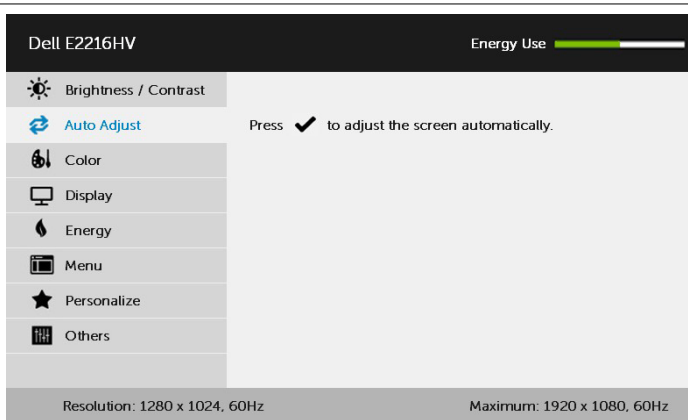 Dell E2216HV Energy Use
Brightness / Contrast
Auto Adjust Press ✔ to adjust the screen automatically.
Color
Display
Energy
Menu
Personalize
Others
Resolution: 1280 x 1024, 60Hz Maximum: 1920 x 1080, 60Hz